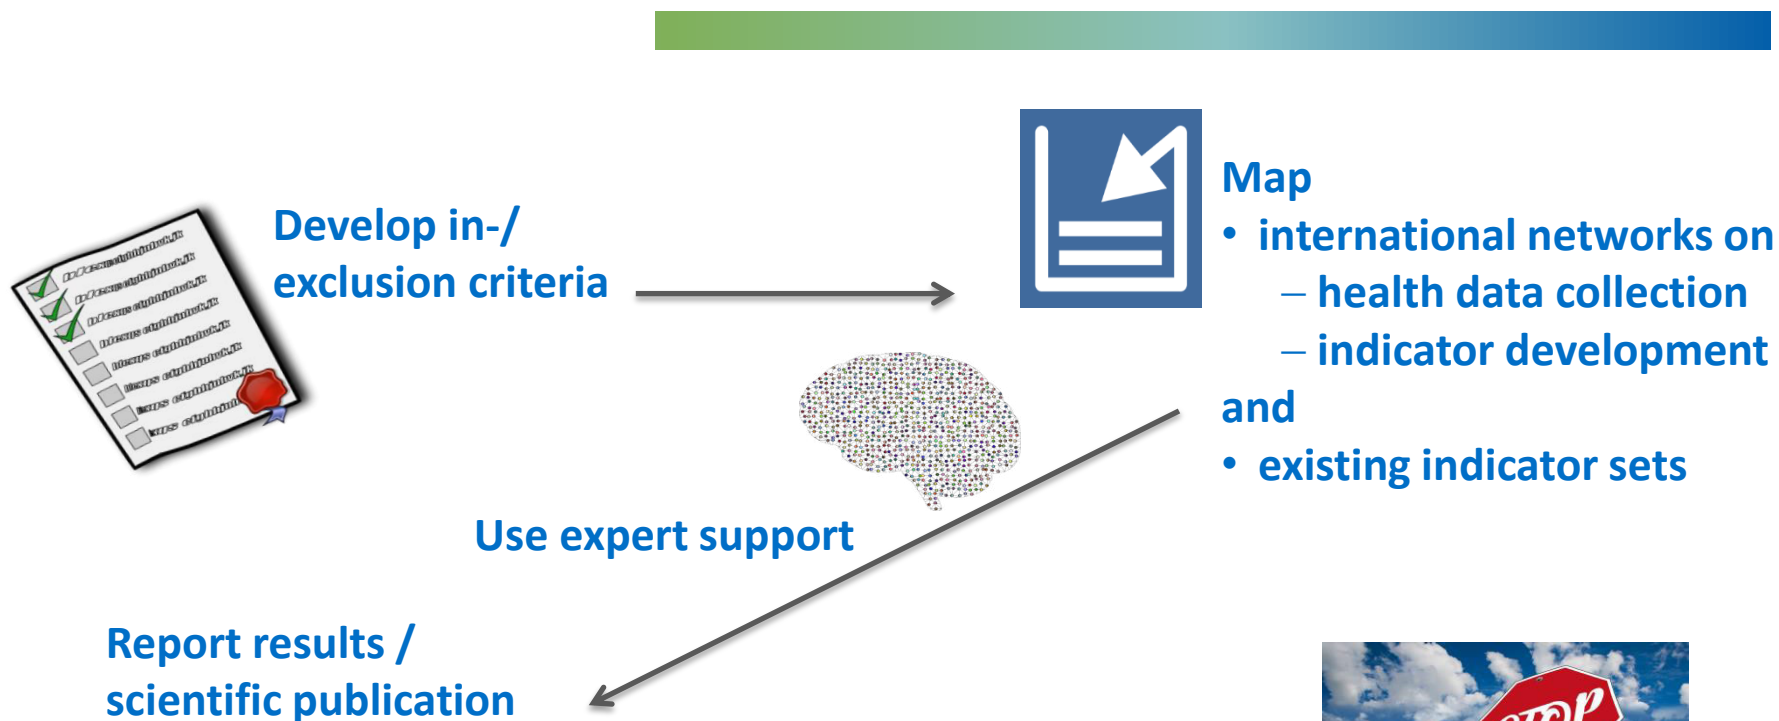 Develop in-/
exclusion criteria
Map
• international networks on
– health data collection
– indicator development
and
• existing indicator sets
Use expert support
Report results /
scientific publication
STOP